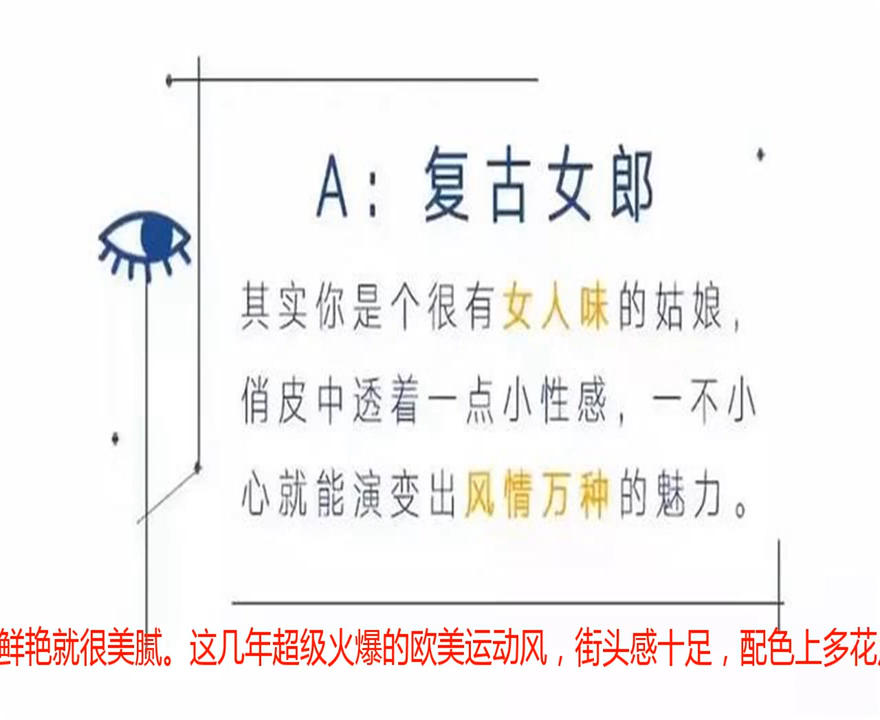 A：复古女郎
其实你是个很有女人味的姑娘，
俏皮中透着一点小性感，一不小
心就能演变出风情万种的魅力。
鲜艳就很美腻。这几年超级火爆的欧美运动风，街头感十足，配色上多花